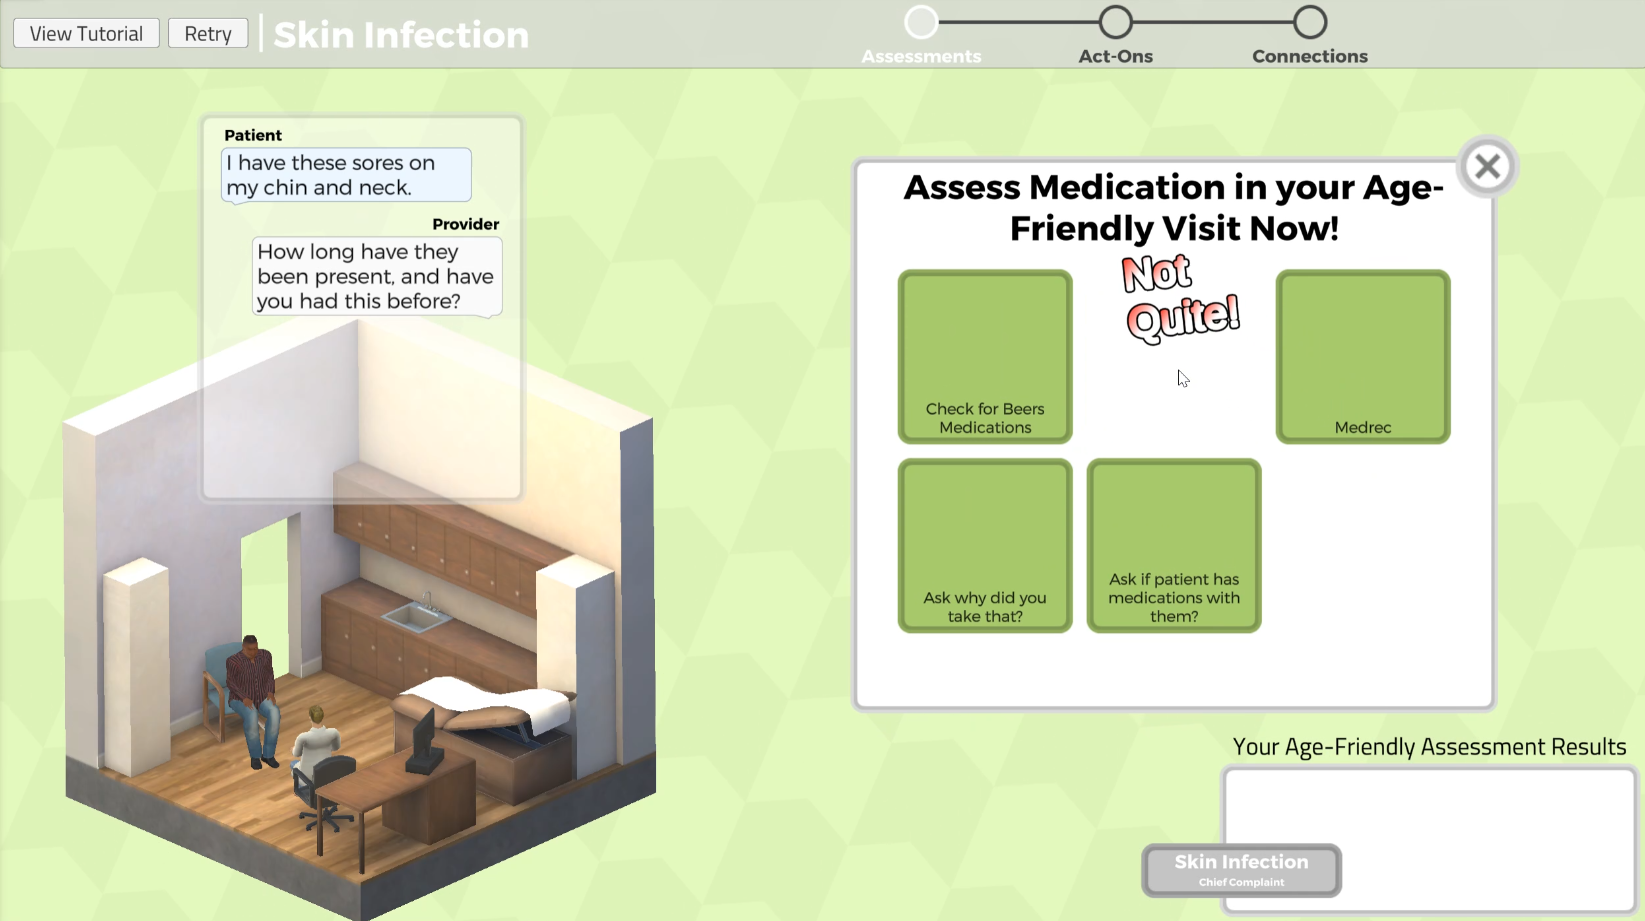 View Tutorial
Retry
Skin Infection
Assessments
Act-Ons
Connections
Patient
I have these sores on
my chin and neck.
Provider
How long have they
been present, and have
you had this before?
Assess Medication in your Age-
Friendly Visit Now!
Not
Quite!
Check for Beers
Medications
Medrec
Ask why did you
take that?
Ask if patient has
medications with
them?
Your Age-Friendly Assessment Results
Skin Infection
Chief Complaint